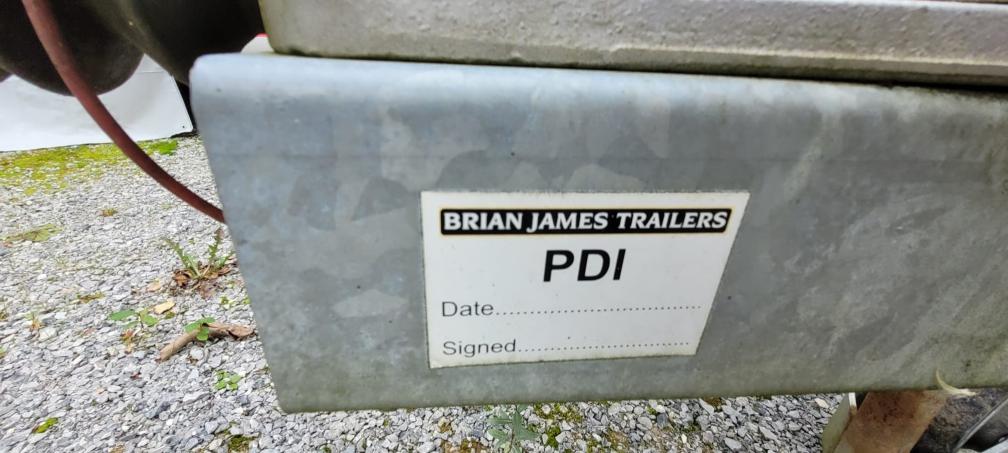 BRIAN JAMES TRAILERS
PDI
Date..................................
Signed..............................